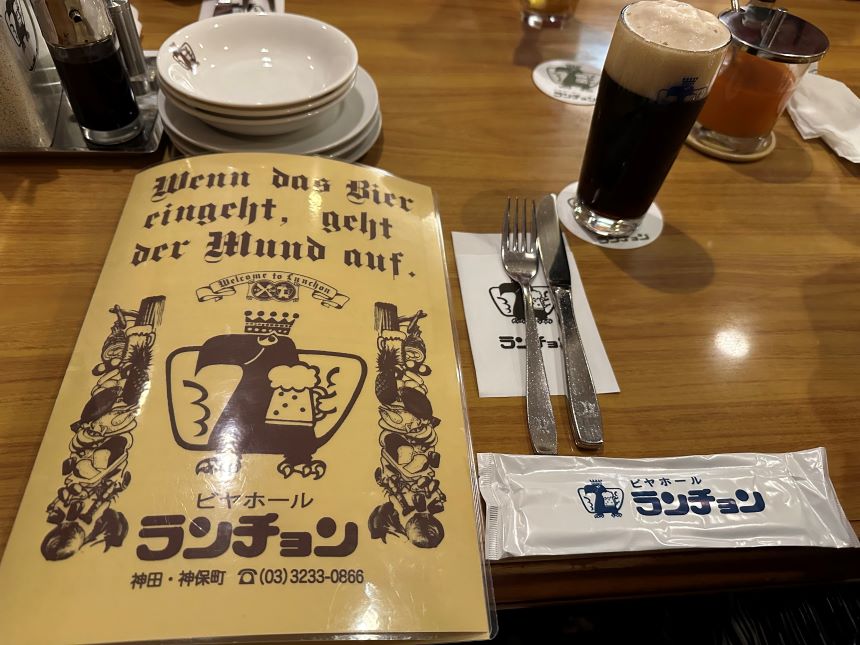 Wenn das Bier
eingeht, geht
der Mund auf.
Welcome to Lunchon
ビヤホール
ランチョン
神田・神保町 ☎(03)3233-0866
ランチョン
ビヤホール
ランチョン